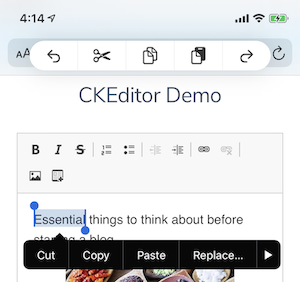 4:14
AA
CKEditor Demo
B I S
Essential things to think about before
starting a blog
Cut Copy Paste Replace...